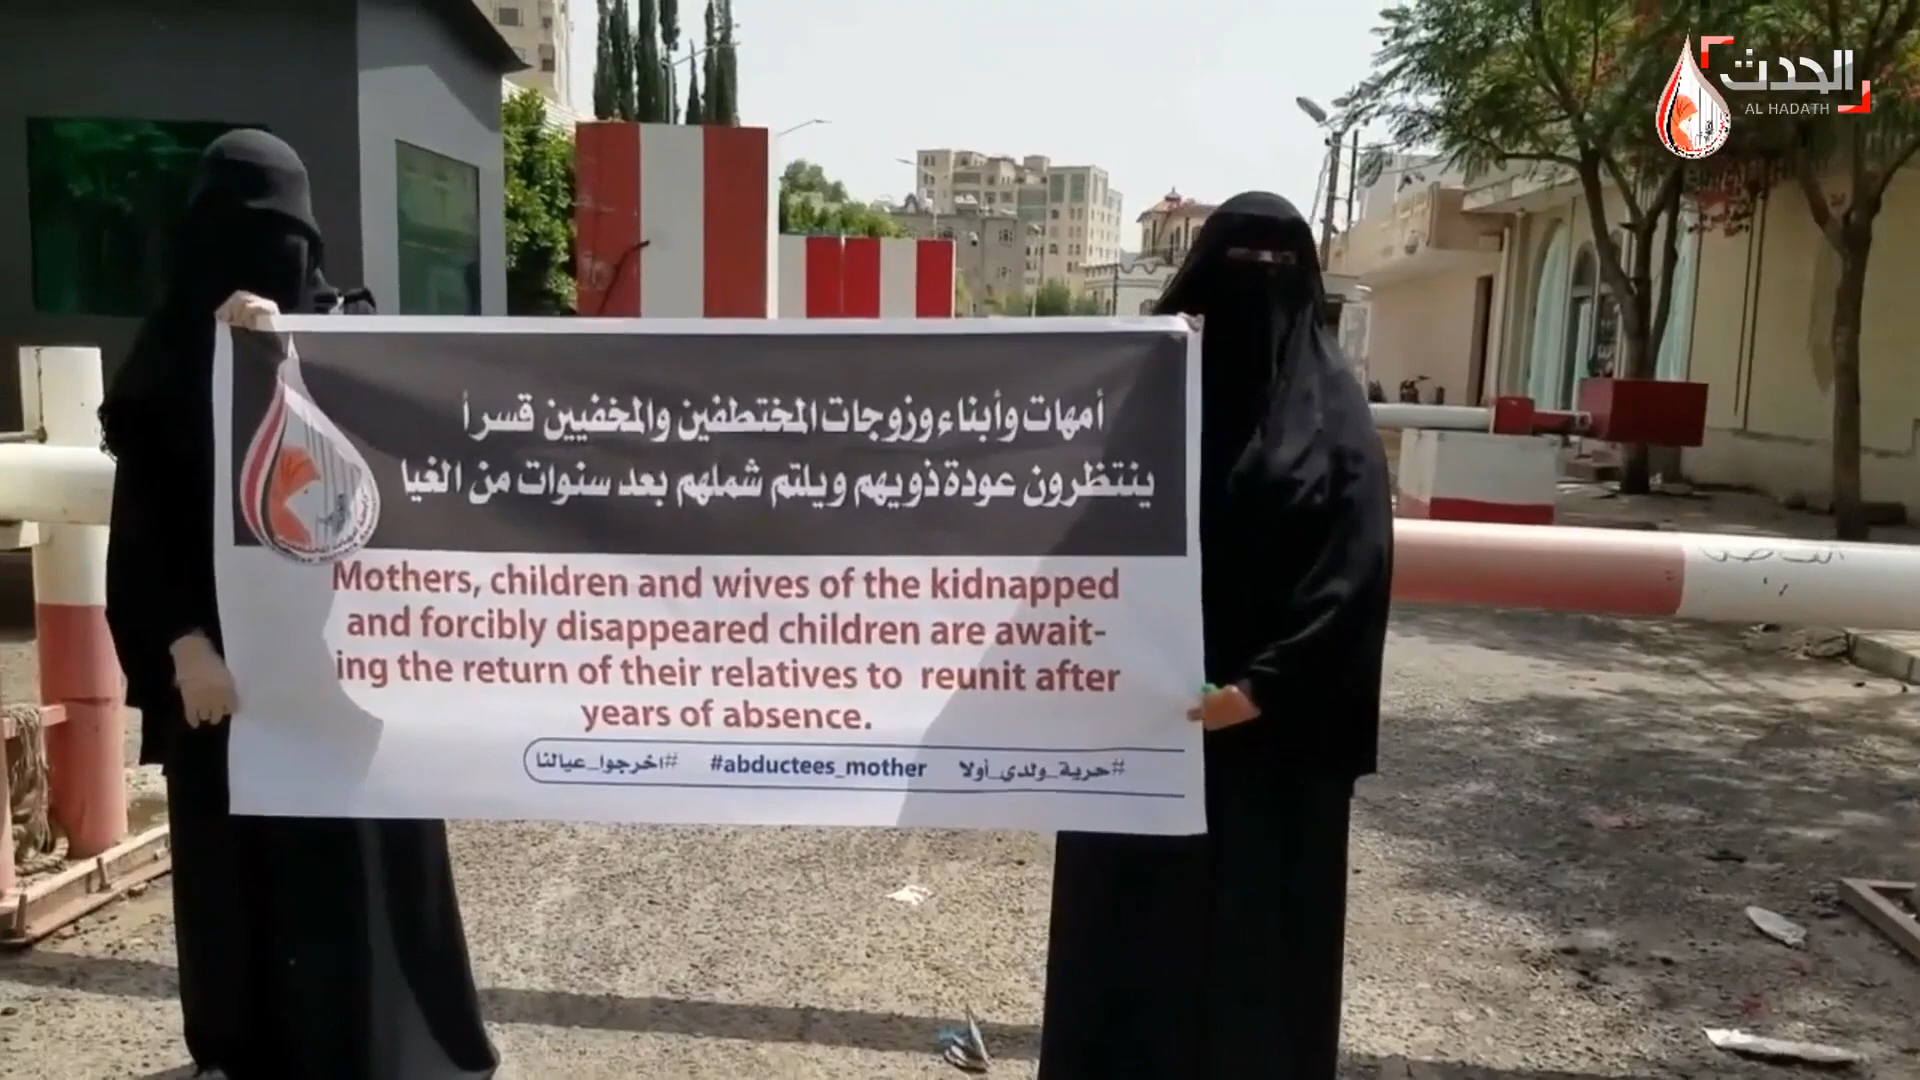 الحدث
AL HADATH
أمهات وأبناء وزوجات المختطفين والمخفيين قسراً
ينتظرون عودة ذويهم ويلتم شملهم بعد سنوات من الغيا
Mothers, children and wives of the kidnapped
and forcibly disappeared children are await-
ing the return of their relatives to reunit after
years of absence.
#حرية_ولدي_أولا #abductees_mother #اخرجوا_عيالنا